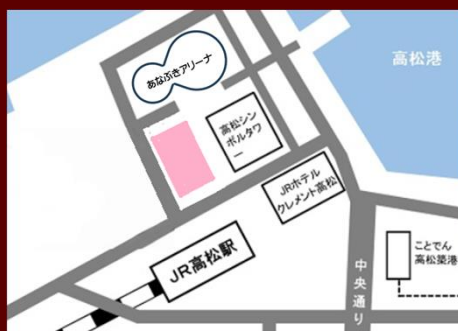 あなぶきアリーナ
高松港
高松シン
ボルタワ
ー
JRホテル
クレメント高松
JR高松駅
ことでん
高松築港
中央通り